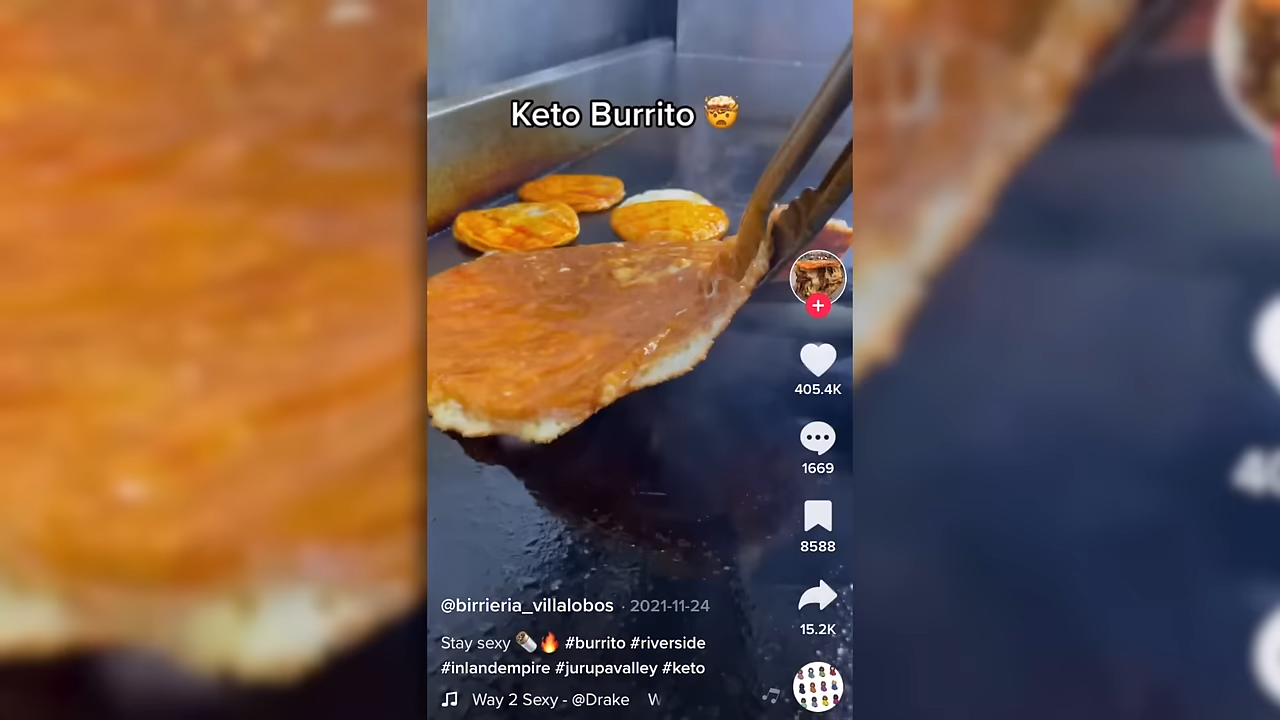 Keto Burrito 🤯
405.4K
1669
8588
15.2K
@birrieria_villalobos · 2021-11-24
Stay sexy 🌯🔥 #burrito #riverside
#inlandempire #jurupavalley #keto
Way 2 Sexy - @Drake W